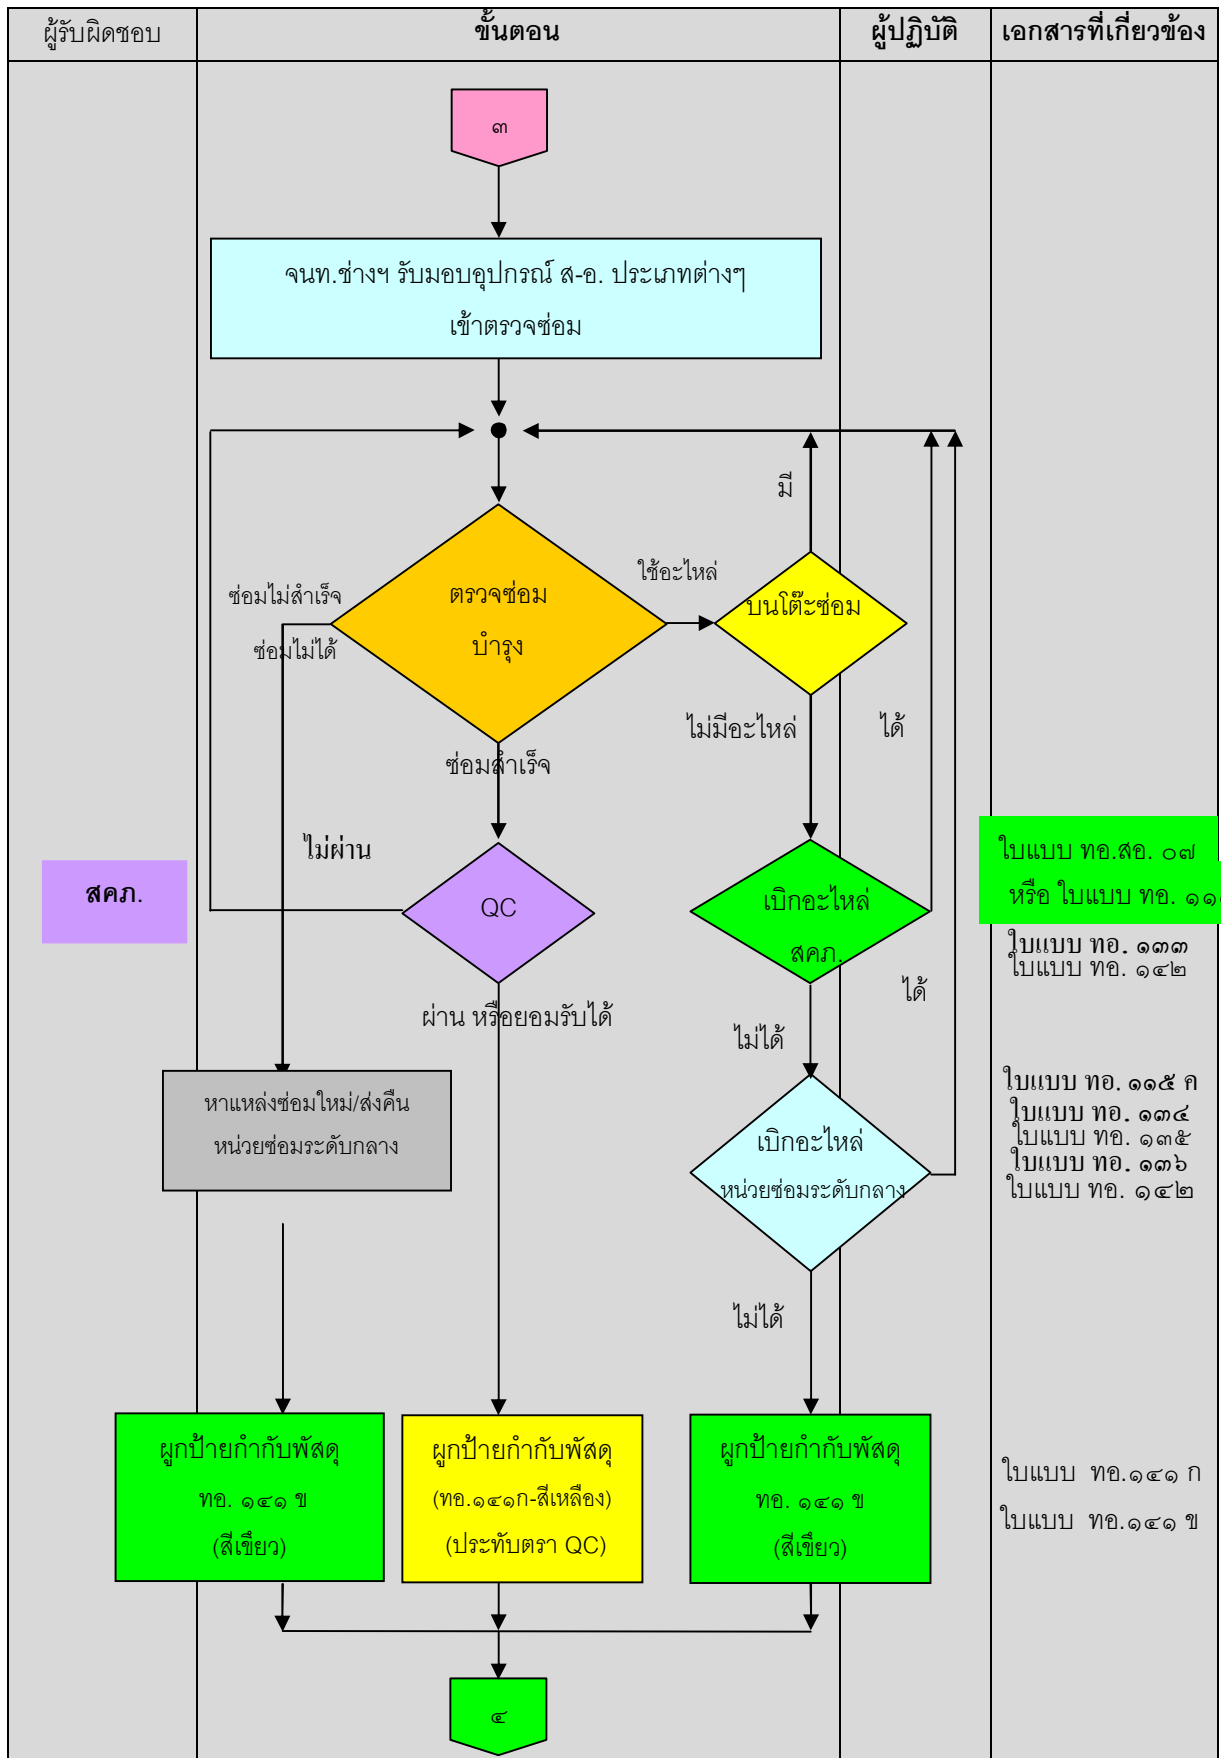 ผู้รับผิดชอบ
ขั้นตอน
ผู้ปฏิบัติ
เอกสารที่เกี่ยวข้อง
๓
จนท.ช่างฯ รับมอบอุปกรณ์ ส-อ. ประเภทต่างๆ
เข้าตรวจซ่อม
มี
ใช้อะไหล่
ซ่อมไม่สำเร็จ
ซ่อมไม่ได้
ตรวจซ่อม
บำรุง
บนโต๊ะซ่อม
ไม่มีอะไหล่
ได้
ซ่อมสำเร็จ
ไม่ผ่าน
สคภ.
QC
เบิกอะไหล่
สคภ.
ใบแบบ ทอ.สอ. ๐๗
หรือ ใบแบบ ทอ. ๑๑
ใบแบบ ทอ. ๑๓๓
ใบแบบ ทอ. ๑๔๒
ได้
ผ่าน หรือยอมรับได้
ไม่ได้
หาแหล่งซ่อมใหม่/ส่งคืน
หน่วยซ่อมระดับกลาง
เบิกอะไหล่
หน่วยซ่อมระดับกลาง
ใบแบบ ทอ. ๑๑๕ ค
ใบแบบ ทอ. ๑๓๔
ใบแบบ ทอ. ๑๓๕
ใบแบบ ทอ. ๑๓๖
ใบแบบ ทอ. ๑๔๒
ไม่ได้
ผูกป้ายกำกับพัสดุ
ทอ. ๑๔๑ ข
(สีเขียว)
ผูกป้ายกำกับพัสดุ
(ทอ.๑๔๑ก-สีเหลือง)
(ประทับตรา QC)
ผูกป้ายกำกับพัสดุ
ทอ. ๑๔๑ ข
(สีเขียว)
ใบแบบ ทอ.๑๔๑ ก
ใบแบบ ทอ.๑๔๑ ข
๔